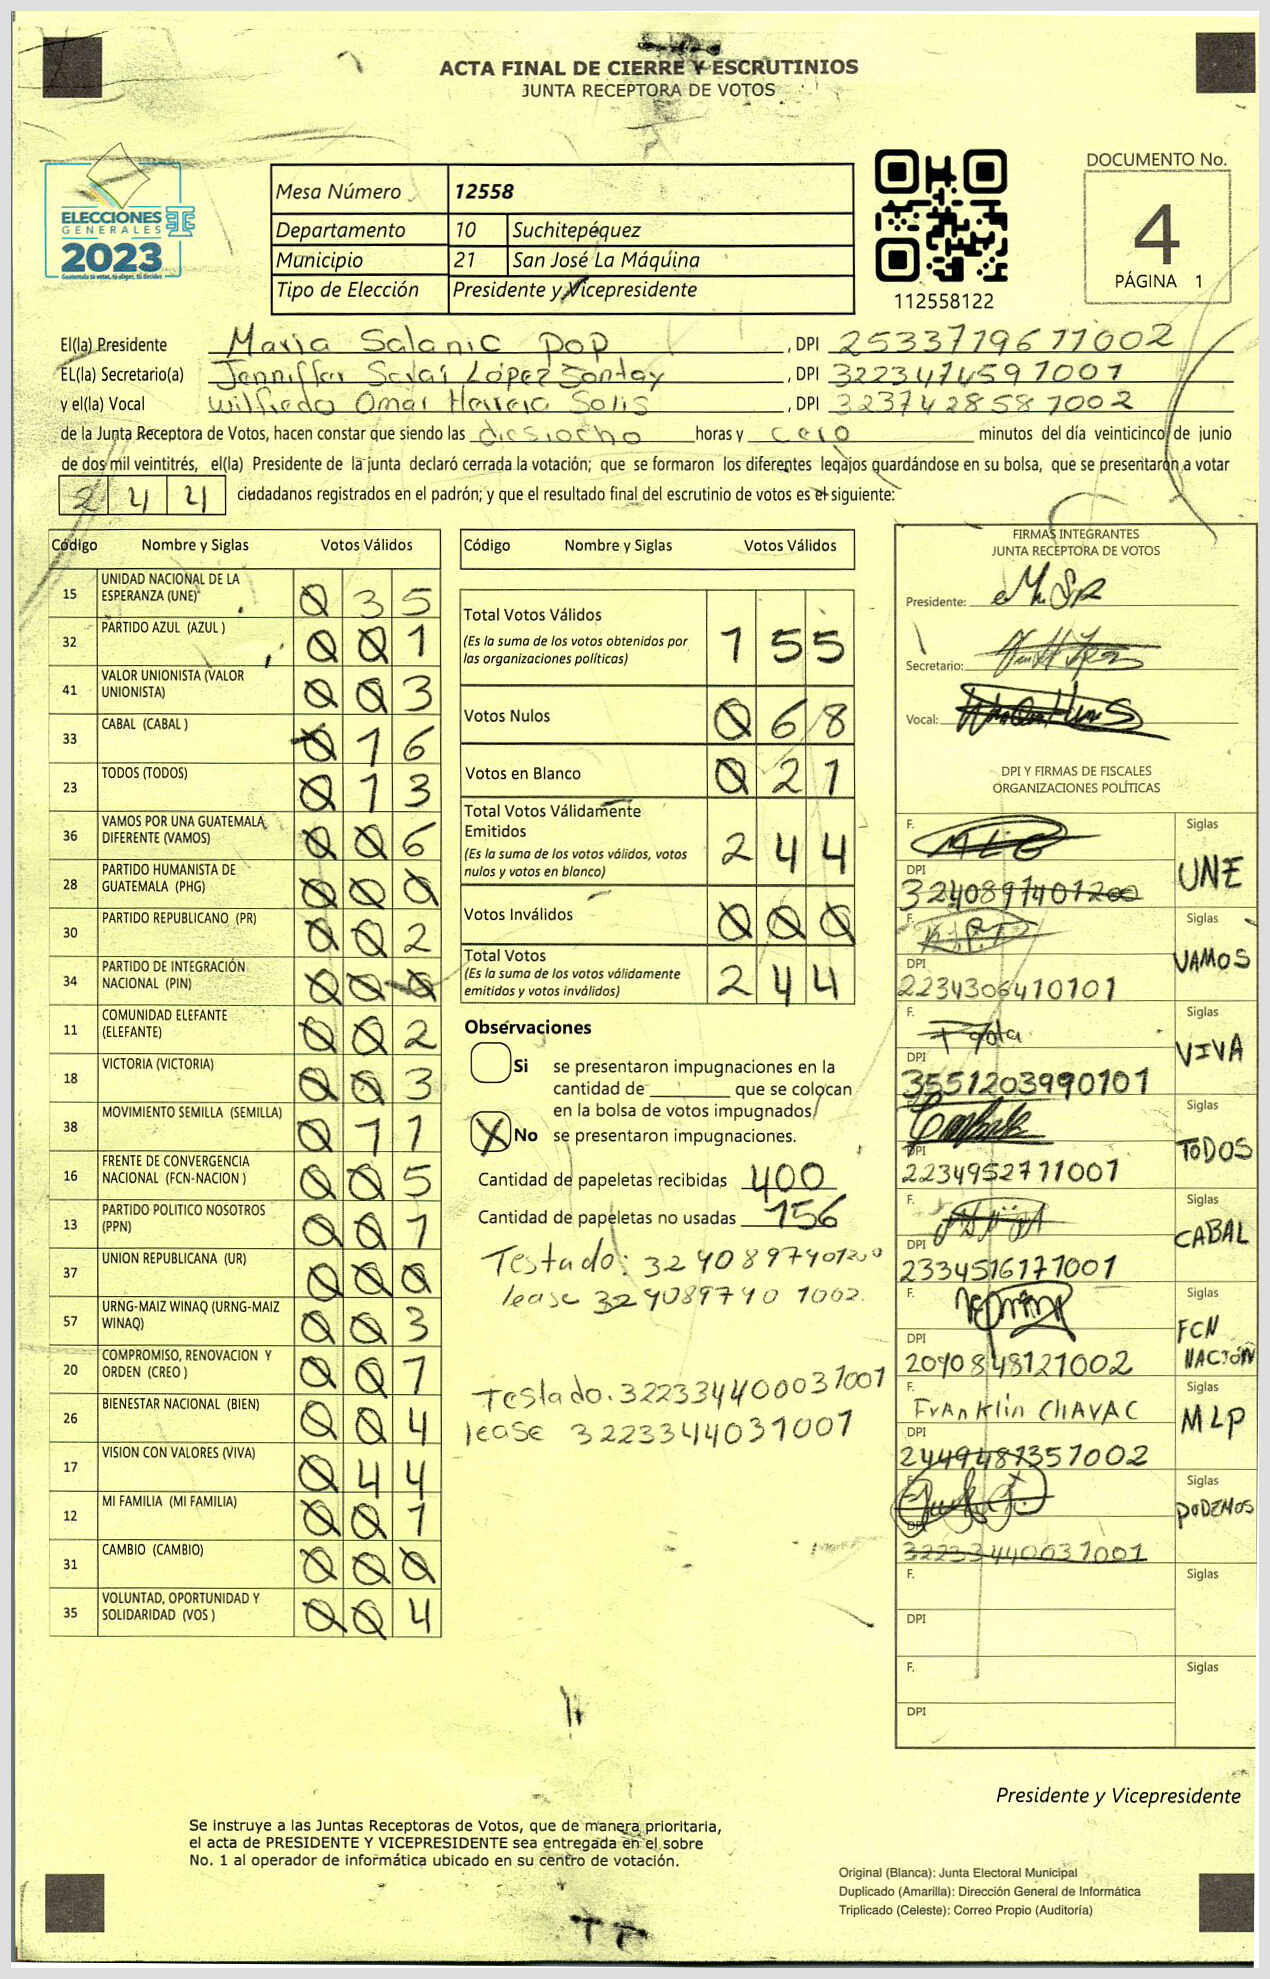 ACTA FINAL DE CIERRE Y ESCRUTINIOS
JUNTA RECEPTORA DE VOTOS
ELECCIONES
GENERALES
2023
Guatemala tú votas, tú eliges, tú decides
Mesa Número 12558
Departamento 10 Suchitepéquez
Municipio 21 San José La Máquina
Tipo de Elección Presidente y Vicepresidente
112558122
DOCUMENTO No.
4
PÁGINA 1
El(la) Presidente Maria Salanic Pop, DPI 2533719671002
EL(la) Secretario(a) Jenniffer Saraí López Sontay, DPI 3223474591001
y el(la) Vocal Wilfredo Omar Herrera Solis, DPI 3237428587002
de la Junta Receptora de Votos, hacen constar que siendo las diesiocho horas y cero minutos del día veinticinco de junio
de dos mil veintitrés, el(la) Presidente de la junta declaró cerrada la votación; que se formaron los diferentes legajos guardándose en su bolsa, que se presentarón a votar
244 ciudadanos registrados en el padrón; y que el resultado final del escrutinio de votos es el siguiente:
Código Nombre y Siglas Votos Válidos
15 UNIDAD NACIONAL DE LA ESPERANZA (UNE) 0 3 5
32 PARTIDO AZUL (AZUL ) 0 0 1
41 VALOR UNIONISTA (VALOR UNIONISTA) 0 0 3
33 CABAL (CABAL ) 0 1 6
23 TODOS (TODOS) 0 1 3
36 VAMOS POR UNA GUATEMALA DIFERENTE (VAMOS) 0 0 6
28 PARTIDO HUMANISTA DE GUATEMALA (PHG) 0 0 0
30 PARTIDO REPUBLICANO (PR) 0 0 2
34 PARTIDO DE INTEGRACIÓN NACIONAL (PIN) 0 0 0
11 COMUNIDAD ELEFANTE (ELEFANTE) 0 0 2
18 VICTORIA (VICTORIA) 0 0 3
38 MOVIMIENTO SEMILLA (SEMILLA) 0 1 1
16 FRENTE DE CONVERGENCIA NACIONAL (FCN-NACION ) 0 0 5
13 PARTIDO POLITICO NOSOTROS (PPN) 0 0 1
37 UNION REPUBLICANA (UR) 0 0 0
57 URNG-MAIZ WINAQ (URNG-MAIZ WINAQ) 0 0 3
20 COMPROMISO, RENOVACION Y ORDEN (CREO ) 0 0 1
26 BIENESTAR NACIONAL (BIEN) 0 0 4
17 VISION CON VALORES (VIVA) 0 4 4
12 MI FAMILIA (MI FAMILIA) 0 0 1
31 CAMBIO (CAMBIO) 0 0 0
35 VOLUNTAD, OPORTUNIDAD Y SOLIDARIDAD (VOS ) 0 0 4
Código Nombre y Siglas Votos Válidos
Total Votos Válidos 1 5 5
(Es la suma de los votos obtenidos por
las organizaciones políticas)
Votos Nulos 0 6 8
Votos en Blanco 0 2 1
Total Votos Válidamente
Emitidos 2 4 4
(Es la suma de los votos válidos, votos
nulos y votos en blanco)
Votos Inválidos 0 0 0
Total Votos 2 4 4
(Es la suma de los votos válidamente
emitidos y votos inválidos)
Observaciones
Si se presentaron impugnaciones en la
cantidad de ________ que se colocan
en la bolsa de votos impugnados
X No se presentaron impugnaciones.
Cantidad de papeletas recibidas 400
Cantidad de papeletas no usadas 156
Testado: 3240897401200
lease 3240897401002.
Testado. 322334400031001
lease 3223344031001
FIRMAS INTEGRANTES
JUNTA RECEPTORA DE VOTOS
Presidente:
Secretario:
Vocal:
DPI Y FIRMAS DE FISCALES
ORGANIZACIONES POLÍTICAS
F. Siglas
UNE
DPI
3240897401200
F. Siglas
VAMOS
DPI
2234306410101
F. Siglas
VIVA
DPI
3551203990101
F. Siglas
TODOS
DPI
2234952711001
F. Siglas
CABAL
DPI
2334516171001
F. Siglas
FCN
NACIÓN
DPI
2090848121002
F. Siglas
Franklin CHAVAC
MLP
DPI
2449487351002
F. Siglas
PODEMOS
DPI
32233440031001
F. Siglas
DPI
F. Siglas
DPI
Presidente y Vicepresidente
Se instruye a las Juntas Receptoras de Votos, que de manera prioritaria,
el acta de PRESIDENTE Y VICEPRESIDENTE sea entregada en el sobre
No. 1 al operador de informática ubicado en su centro de votación.
Original (Blanca): Junta Electoral Municipal
Duplicado (Amarilla): Dirección General de Informática
Triplicado (Celeste): Correo Propio (Auditoría)